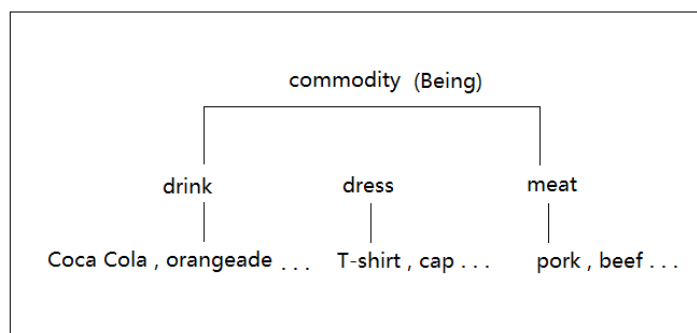 commodity (Being)
drink dress meat
Coca Cola , orangeade . . . T-shirt , cap . . . pork , beef . . .